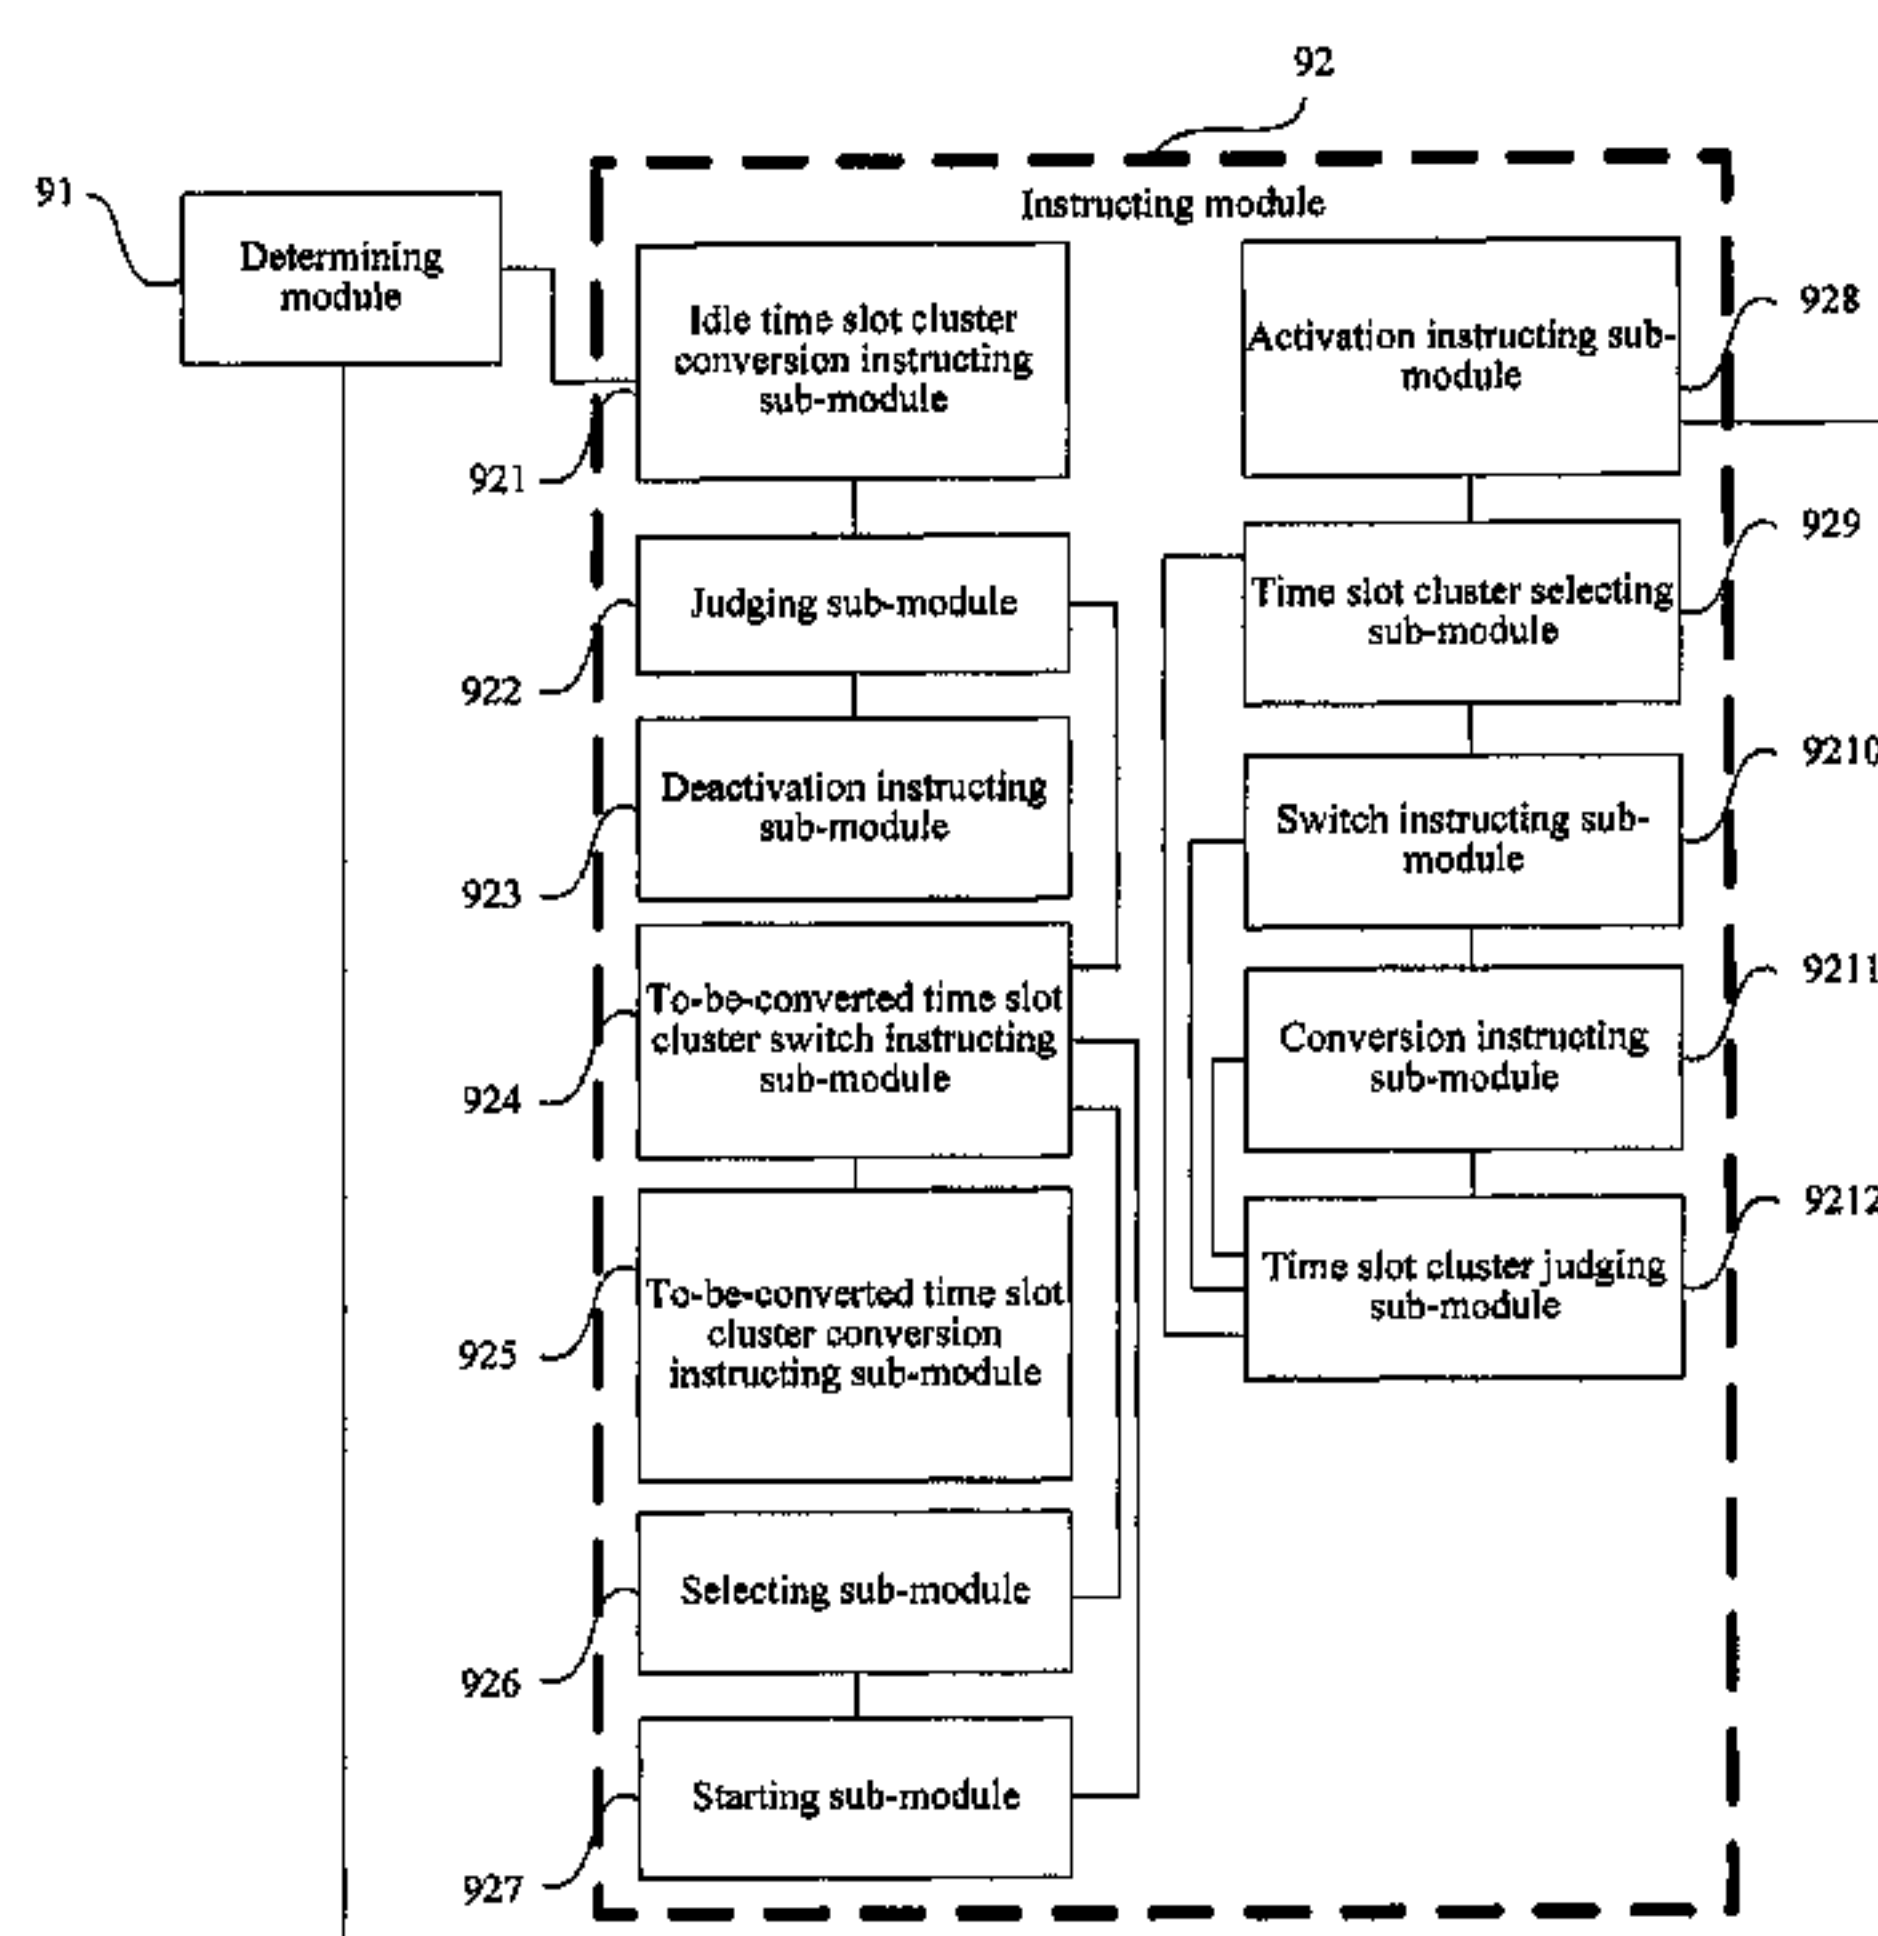 92
91
Instructing module
Determining
module
Idle time slot cluster
conversion instructing
sub-module
921
Activation instructing sub-
module
928
Judging sub-module
922
Time slot cluster selecting
sub-module
929
Deactivation instructing
sub-module
923
Switch instructing sub-
module
9210
To-be-converted time slot
cluster switch instructing
sub-module
924
Conversion instructing
sub-module
9211
To-be-converted time slot
cluster conversion
instructing sub-module
925
Time slot cluster judging
sub-module
9212
Selecting sub-module
926
Starting sub-module
927